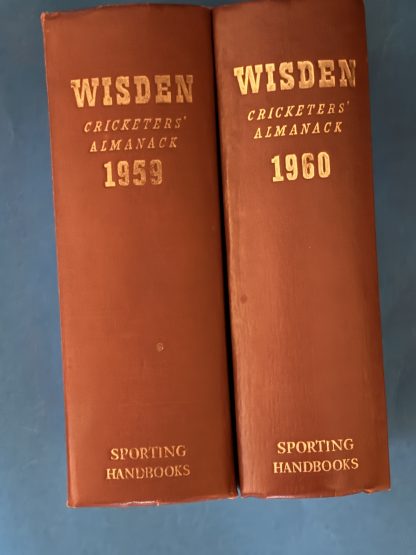 WISDEN
CRICKETERS'
ALMANACK
1959
SPORTING
HANDBOOKS
WISDEN
CRICKETERS'
ALMANACK
1960
SPORTING
HANDBOOKS